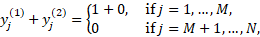 y_j^{(1)} + y_j^{(2)} = { 1 + 0, if j = 1, ..., M,
0 if j = M + 1, ..., N,